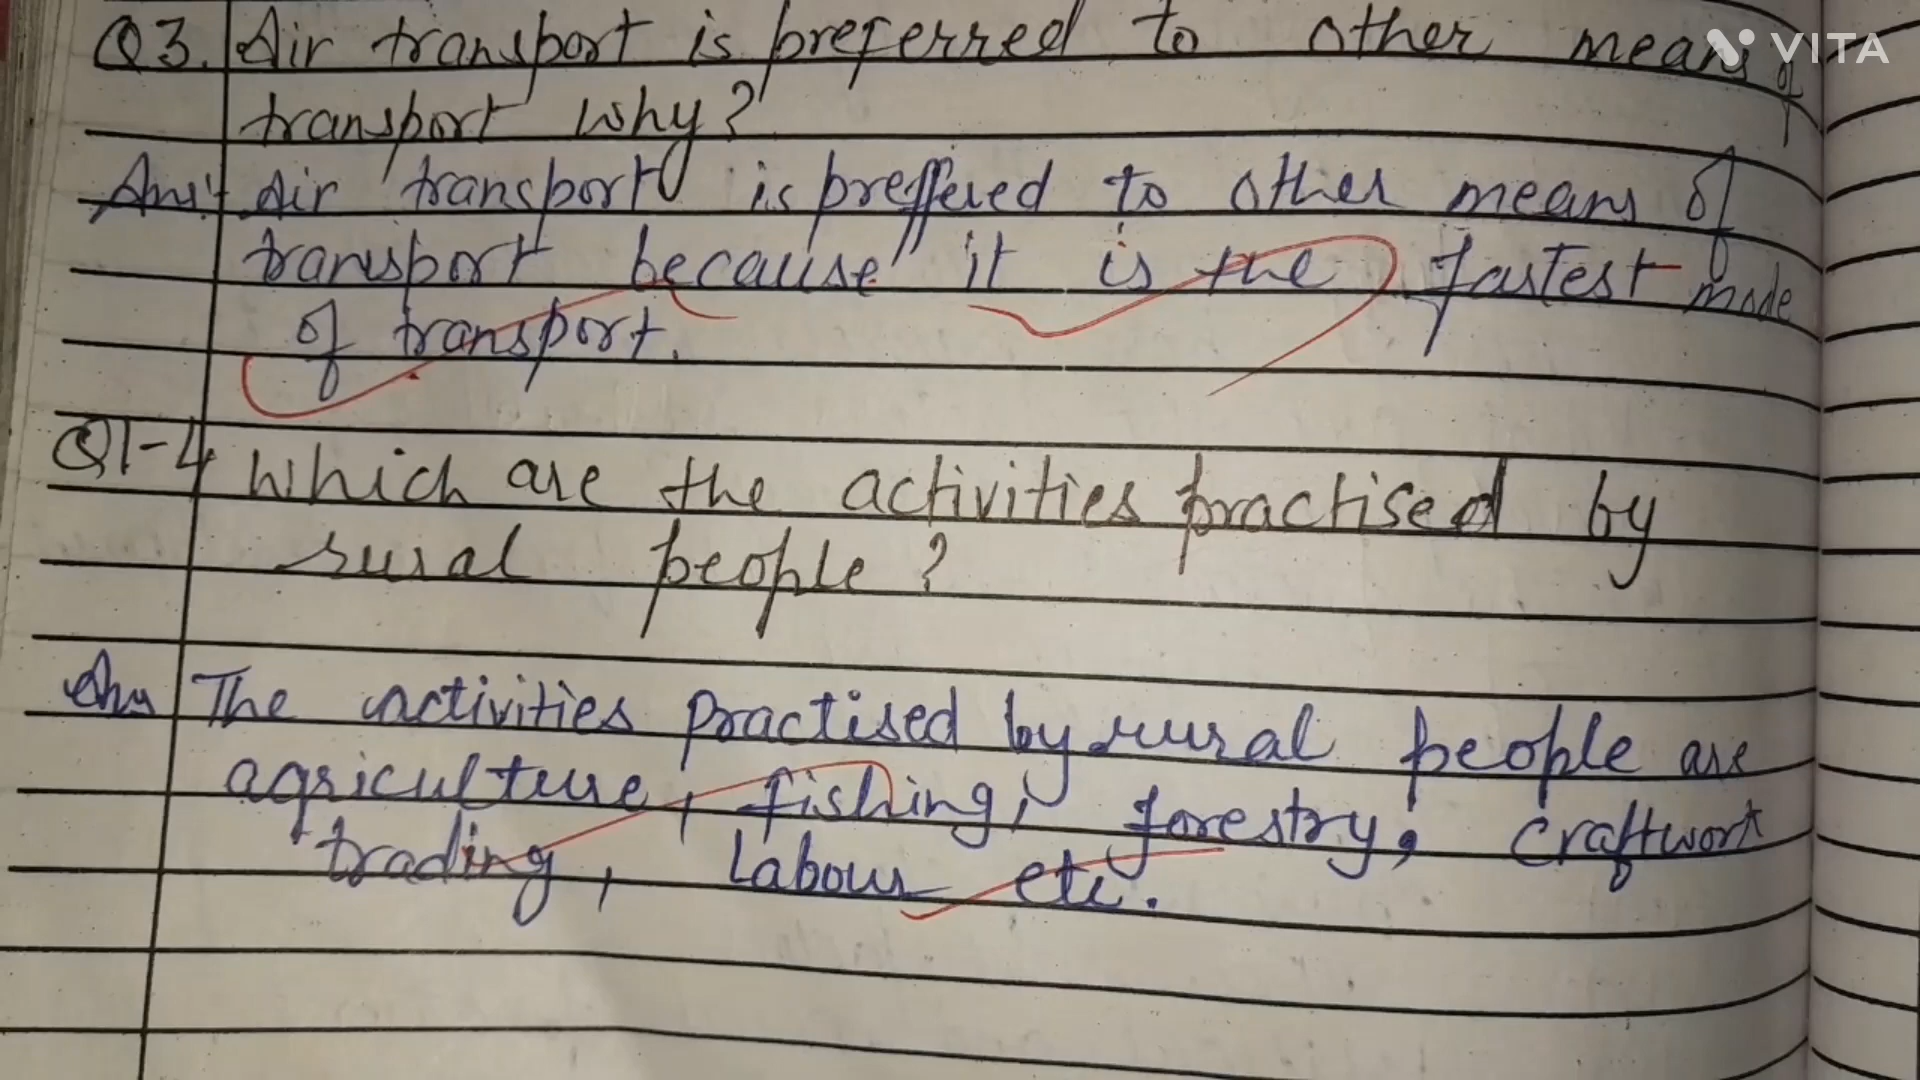 Q3. Air transport is preferred to other means of
VITA
transport why?
Ans: Air transport is preffered to other means of
transport because it is the fastest mode
of transport.
Q1-4 Which are the activities practised by
rural people?
Ans The activities practised by rural people are
agriculture, fishing, forestry, craftwork
trading, labour etc.